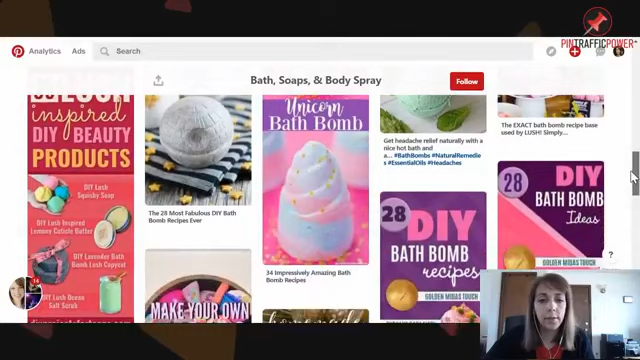 PINTRAFFICPOWER
Analytics
Ads
Search
Bath, Soaps, & Body Spray
Follow
LUSH
inspired
DIY BEAUTY
PRODUCTS
DIY Lush
Squishy Soap
DIY Lush Inspired
Lemony Cuticle Butter
DIY Lavender Bath
Bomb Lush Copycat
DIY Lush Ocean
Salt Scrub
14
The 28 Most Fabulous DIY Bath
Bomb Recipes Ever
MAKE YOUR OWN
Unicorn
Bath Bomb
34 Impressively Amazing Bath
Bomb Recipes
Get headache relief naturally with a
nice hot bath and
a... #BathBombs #NaturalRemedie
s #EssentialOils #Headaches
28 DIY
BATH BOMB
recipes
GOLDEN MIDAS TOUCH
The EXACT bath bomb recipe base
used by LUSH! Simply...
28 DIY
BATH BOMB
Ideas
GOLDEN MIDAS TOUCH
?